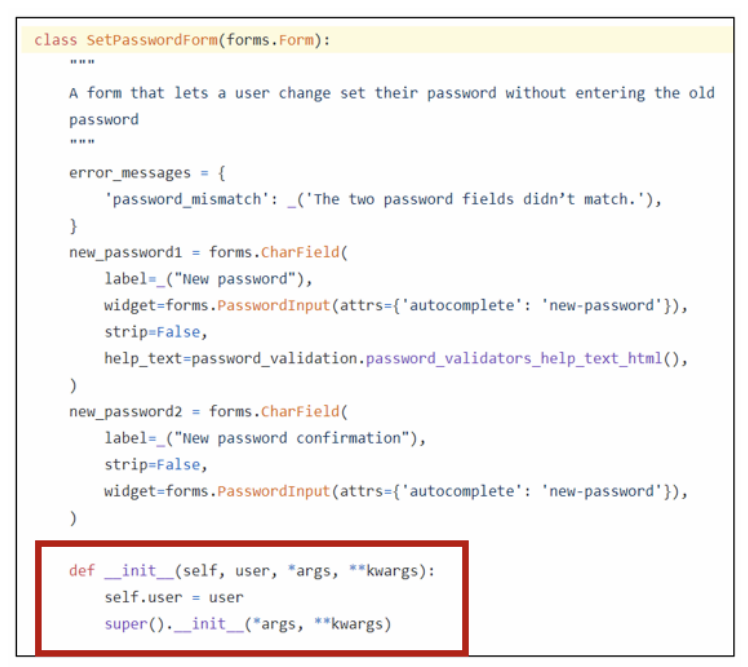 class SetPasswordForm(forms.Form):
    """
    A form that lets a user change set their password without entering the old
    password
    """
    error_messages = {
        'password_mismatch': _('The two password fields didn’t match.'),
    }
    new_password1 = forms.CharField(
        label=_("New password"),
        widget=forms.PasswordInput(attrs={'autocomplete': 'new-password'}),
        strip=False,
        help_text=password_validation.password_validators_help_text_html(),
    )
    new_password2 = forms.CharField(
        label=_("New password confirmation"),
        strip=False,
        widget=forms.PasswordInput(attrs={'autocomplete': 'new-password'}),
    )
    def __init__(self, user, *args, **kwargs):
        self.user = user
        super().__init__(*args, **kwargs)